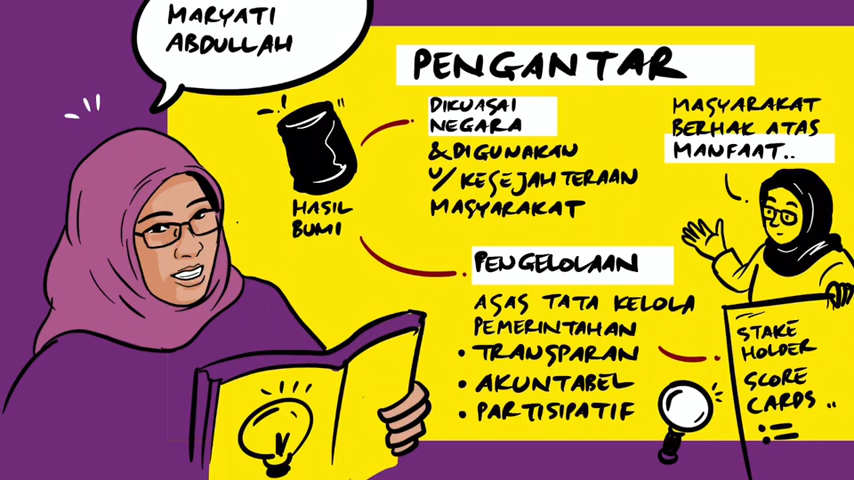 MARYATI
ABDULLAH
PENGANTAR
HASIL
BUMI
DIKUASAI
NEGARA
& DIGUNAKAN
U/ KESEJAHTERAAN
MASYARAKAT
MASYARAKAT
BERHAK ATAS
MANFAAT..
PENGELOLAAN
ASAS TATA KELOLA
PEMERINTAHAN
• TRANSPARAN
• AKUNTABEL
• PARTISIPATIF
STAKE
HOLDER
SCORE
CARDS ..